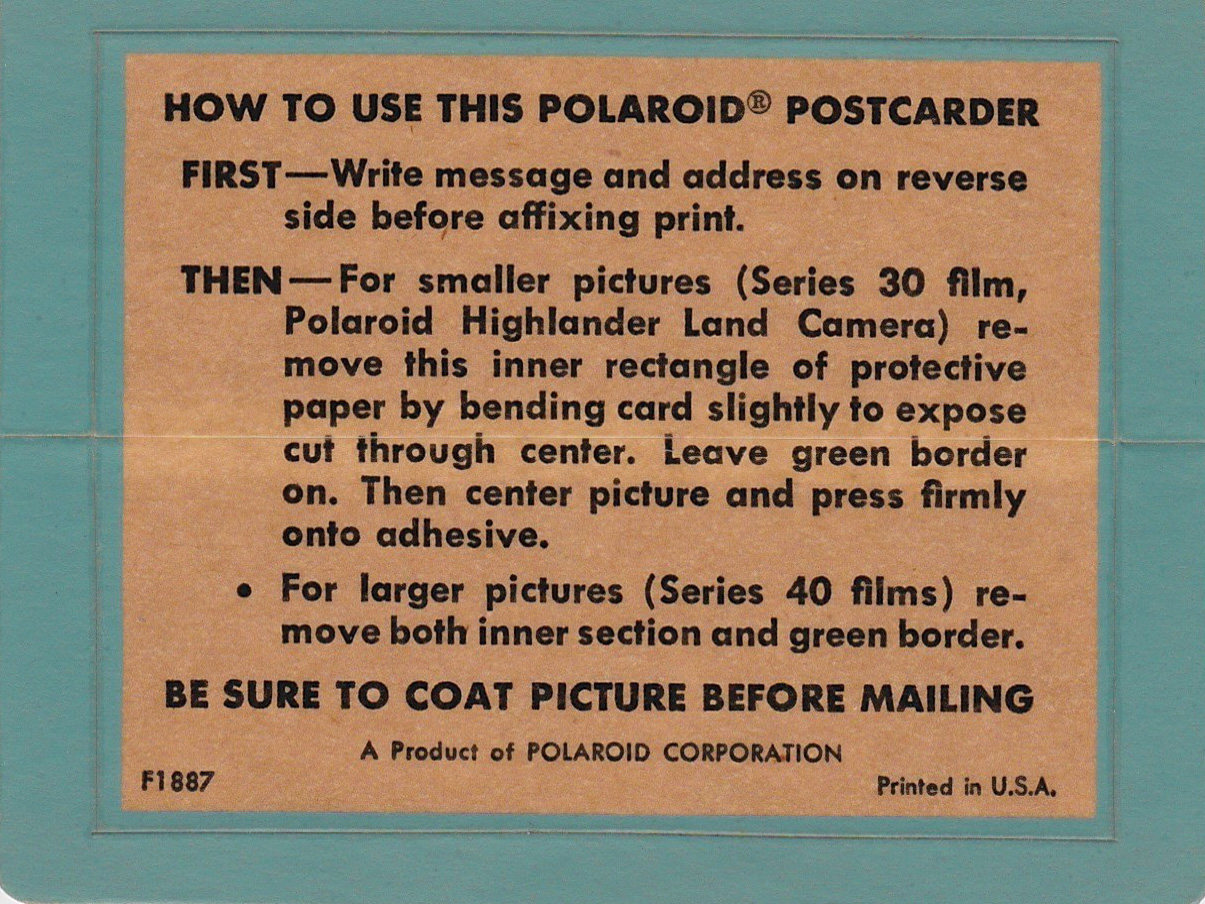 HOW TO USE THIS POLAROID® POSTCARDER
FIRST—Write message and address on reverse
side before affixing print.
THEN—For smaller pictures (Series 30 film,
Polaroid Highlander Land Camera) re-
move this inner rectangle of protective
paper by bending card slightly to expose
cut through center. Leave green border
on. Then center picture and press firmly
onto adhesive.
• For larger pictures (Series 40 films) re-
move both inner section and green border.
BE SURE TO COAT PICTURE BEFORE MAILING
A Product of POLAROID CORPORATION
F1887
Printed in U.S.A.